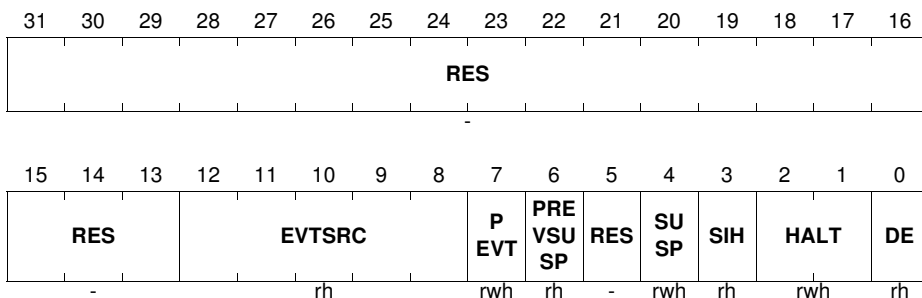 31 30 29 28 27 26 25 24 23 22 21 20 19 18 17 16
RES
-
15 14 13 12 11 10 9 8 7 6 5 4 3 2 1 0
RES EVTSRC P EVT PRE VSU SP RES SU SP SIH HALT DE
- rh rwh rh - rwh rh rwh rh